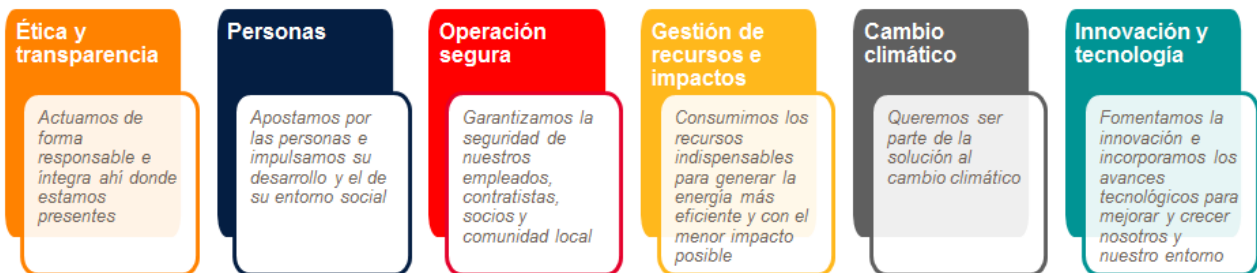 Ética y
transparencia
Actuamos de
forma
responsable e
íntegra ahí donde
estamos
presentes
Personas
Apostamos por
las personas e
impulsamos su
desarrollo y el de
su entorno social
Operación
segura
Garantizamos la
seguridad de
nuestros
empleados,
contratistas,
socios y
comunidad local
Gestión de
recursos e
impactos
Consumimos los
recursos
indispensables
para generar la
energía más
eficiente y con el
menor impacto
posible
Cambio
climático
Queremos ser
parte de la
solución al
cambio climático
Innovación y
tecnología
Fomentamos la
innovación e
incorporamos los
avances
tecnológicos para
mejorar y crecer
nosotros y
nuestro entorno